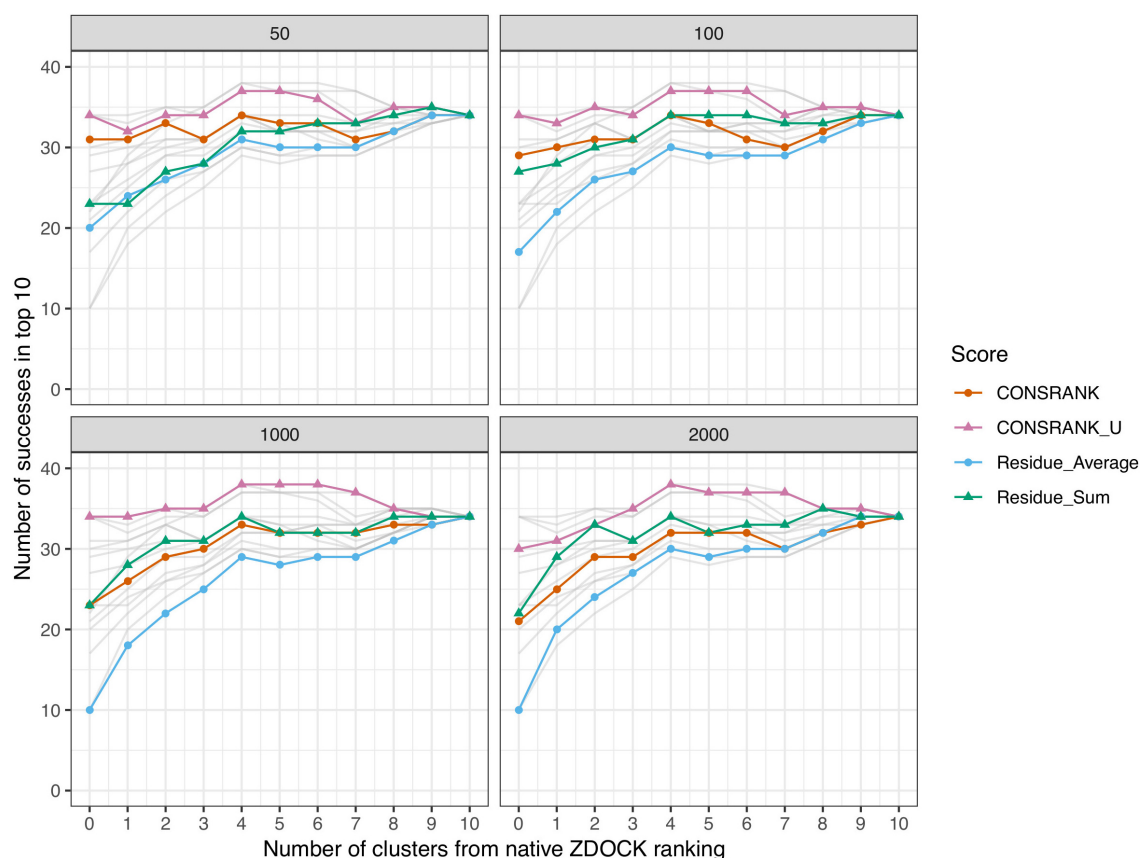 50
100
40
30
20
10
0
1000
2000
40
30
20
10
0
0 1 2 3 4 5 6 7 8 9 10
0 1 2 3 4 5 6 7 8 9 10
Number of clusters from native ZDOCK ranking
Number of successes in top 10
Score
CONSRANK
CONSRANK_U
Residue_Average
Residue_Sum